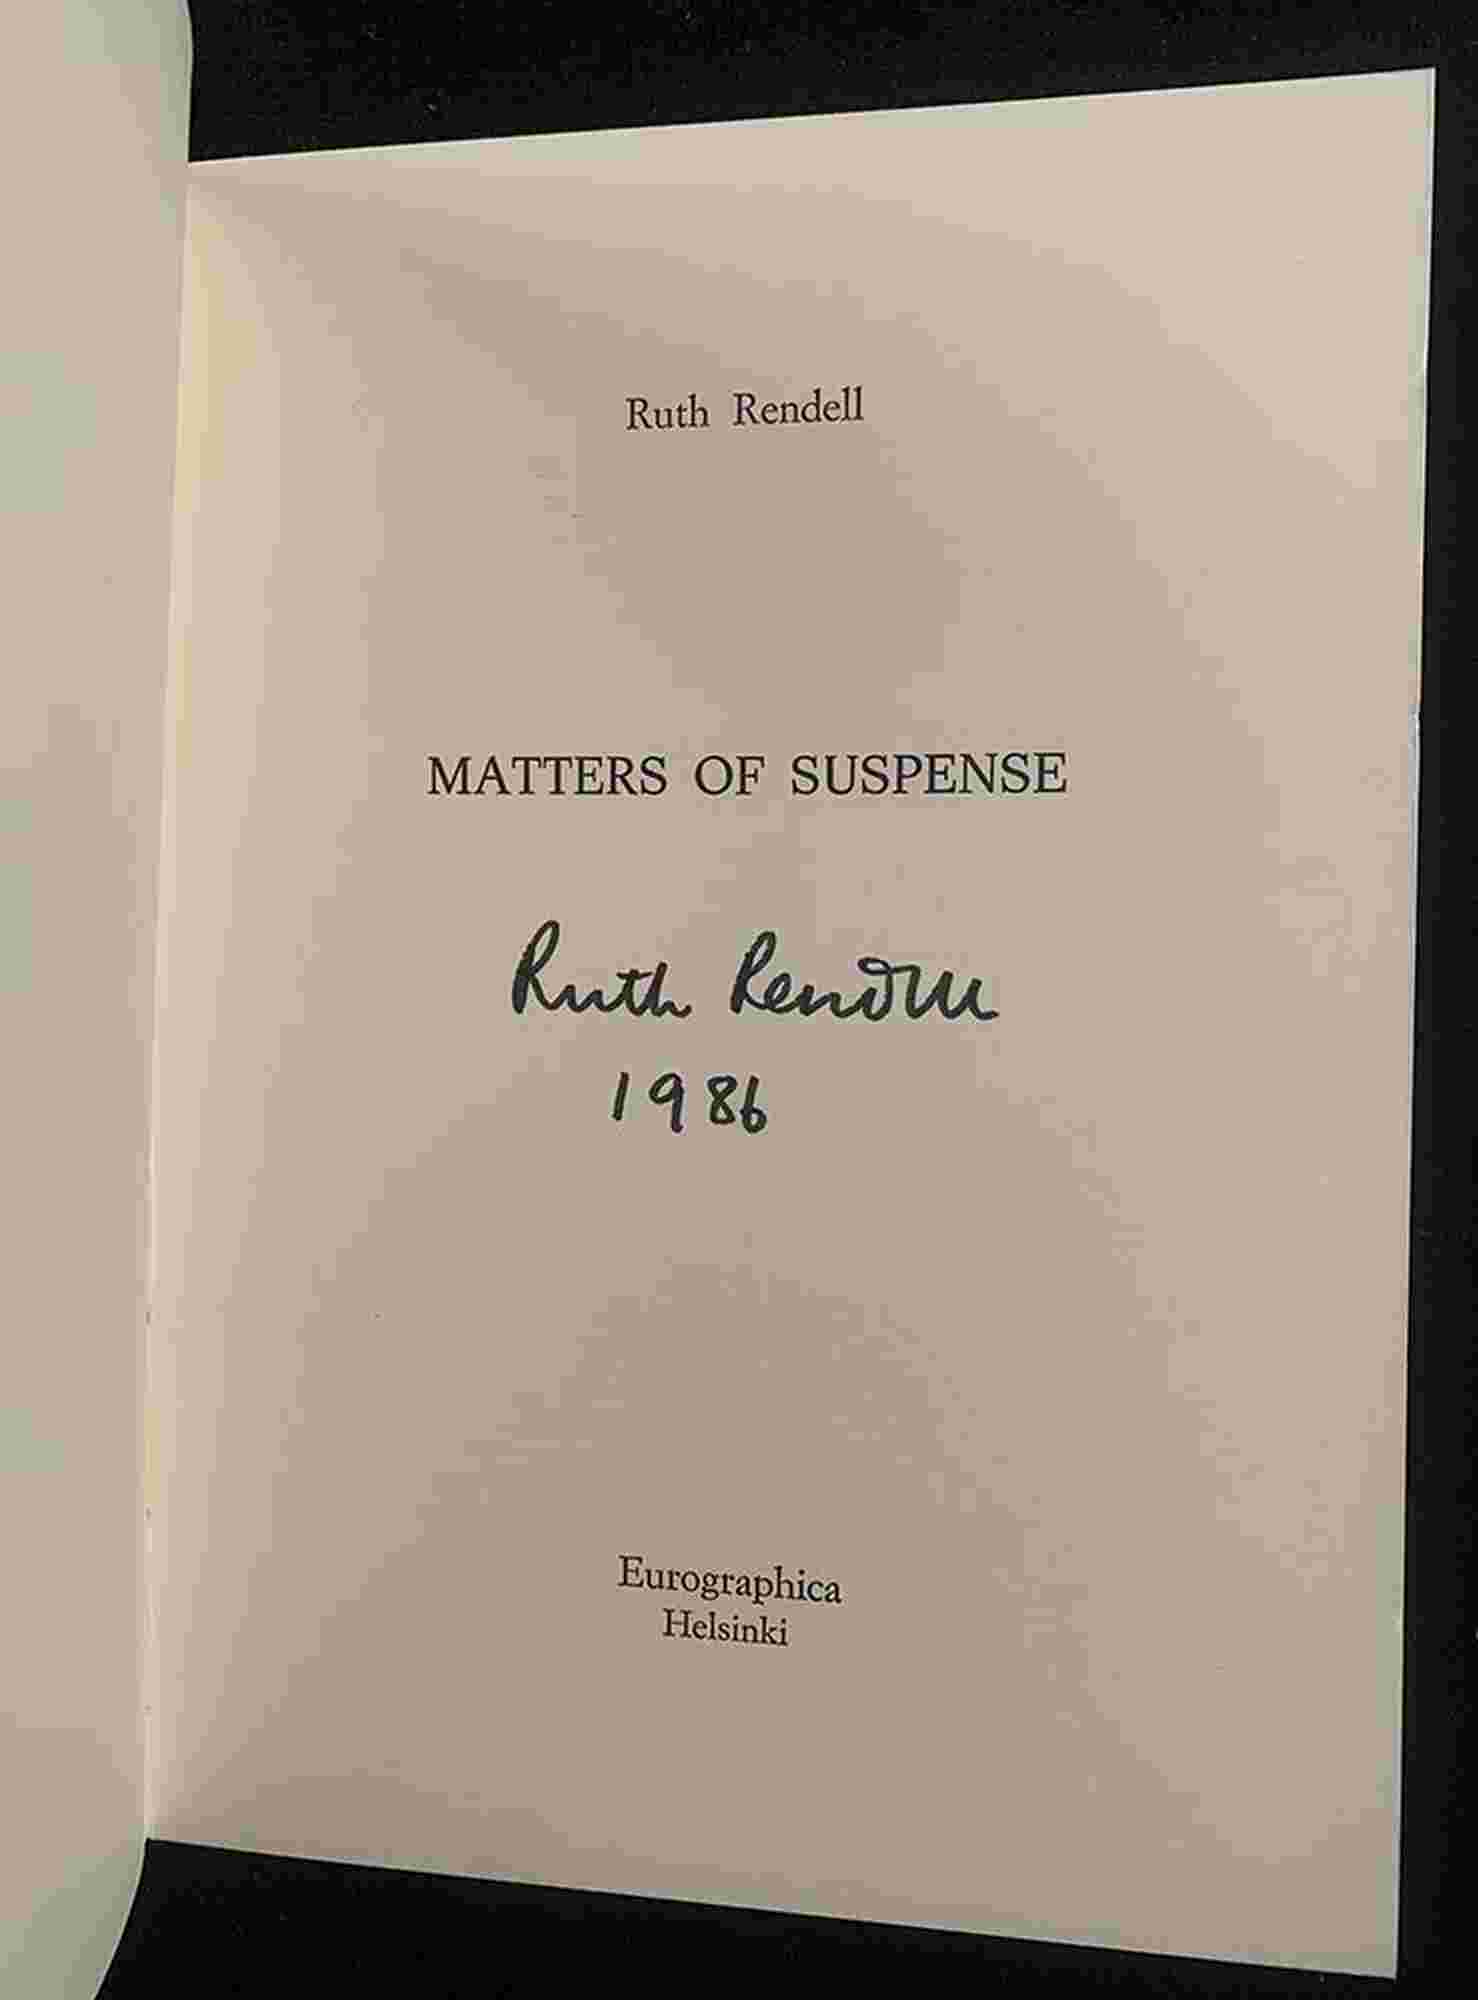 Ruth Rendell
MATTERS OF SUSPENSE
Ruth Rendell
1986
Eurographica
Helsinki